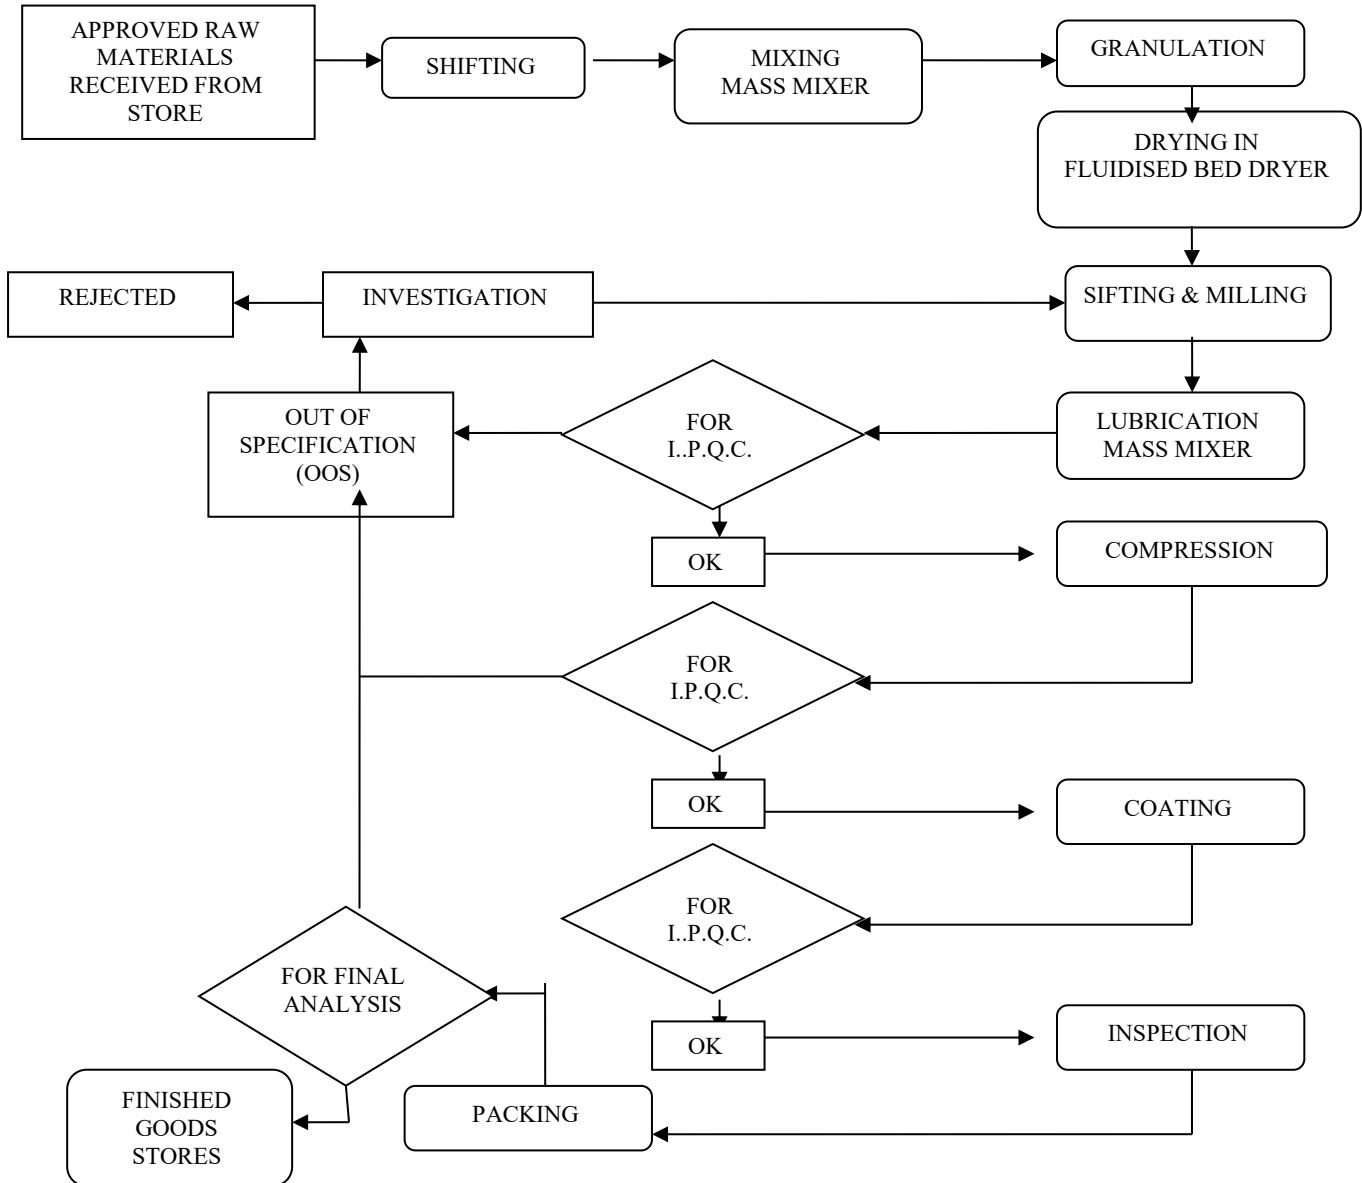 APPROVED RAW
MATERIALS
RECEIVED FROM
STORE
SHIFTING
MIXING
MASS MIXER
GRANULATION
DRYING IN
FLUIDISED BED DRYER
REJECTED
INVESTIGATION
SIFTING & MILLING
OUT OF
SPECIFICATION
(OOS)
FOR
I..P.Q.C.
LUBRICATION
MASS MIXER
OK
COMPRESSION
FOR
I.P.Q.C.
OK
COATING
FOR
I..P.Q.C.
FOR FINAL
ANALYSIS
OK
INSPECTION
FINISHED
GOODS
STORES
PACKING